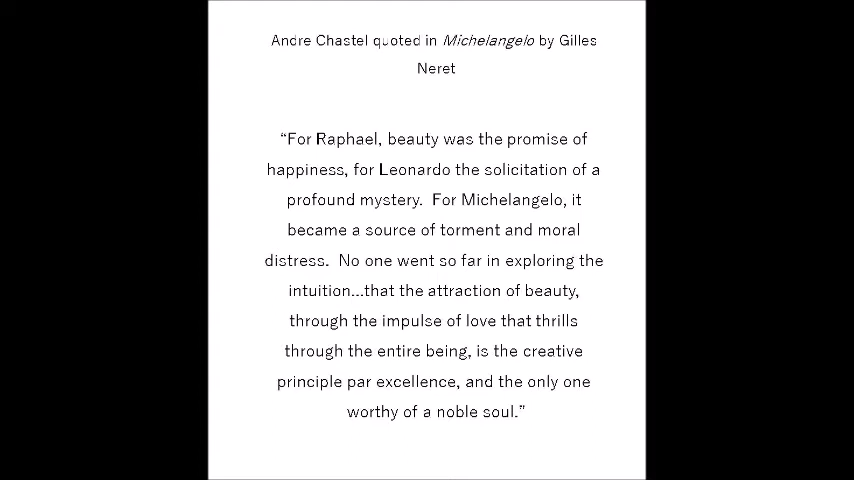 Andre Chastel quoted in Michelangelo by Gilles
Neret
“For Raphael, beauty was the promise of
happiness, for Leonardo the solicitation of a
profound mystery.  For Michelangelo, it
became a source of torment and moral
distress.  No one went so far in exploring the
intuition...that the attraction of beauty,
through the impulse of love that thrills
through the entire being, is the creative
principle par excellence, and the only one
worthy of a noble soul.”